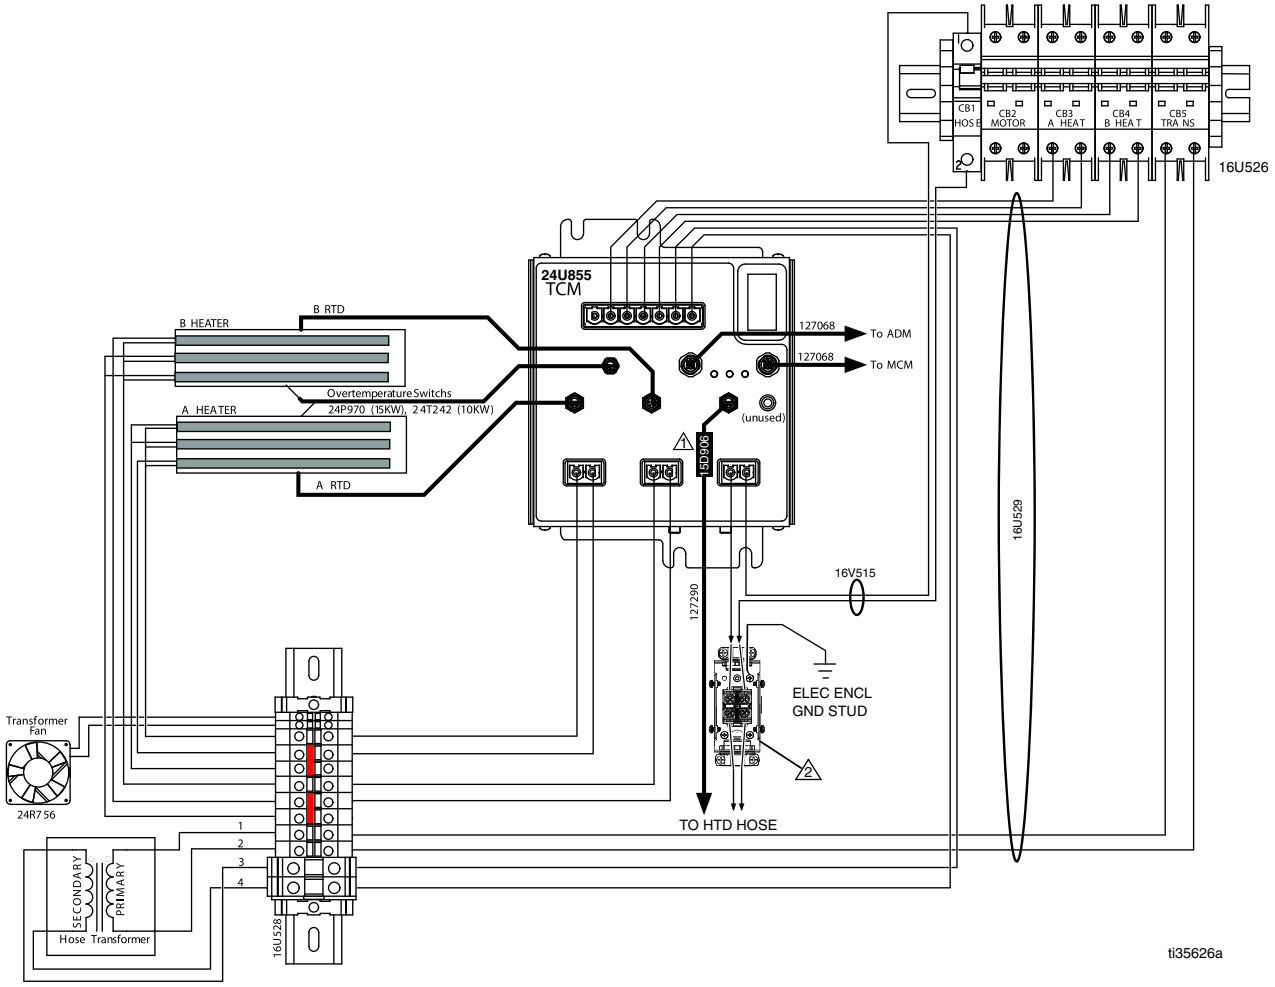 1
CB1
HOSE
CB2
MOTOR
CB3
A HEAT
CB4
B HEAT
CB5
TRANS
2
16U526
24U855
TCM
B RTD
B HEATER
127068
To ADM
127068
To MCM
Overtemperature Switchs
24P970 (15KW), 24T242 (10KW)
A HEATER
(unused)
1
15D906
A RTD
16U529
16V515
127290
ELEC ENCL
GND STUD
2
Transformer
Fan
24R756
TO HTD HOSE
1
2
3
4
SECONDARY
PRIMARY
Hose Transformer
16U528
ti35626a